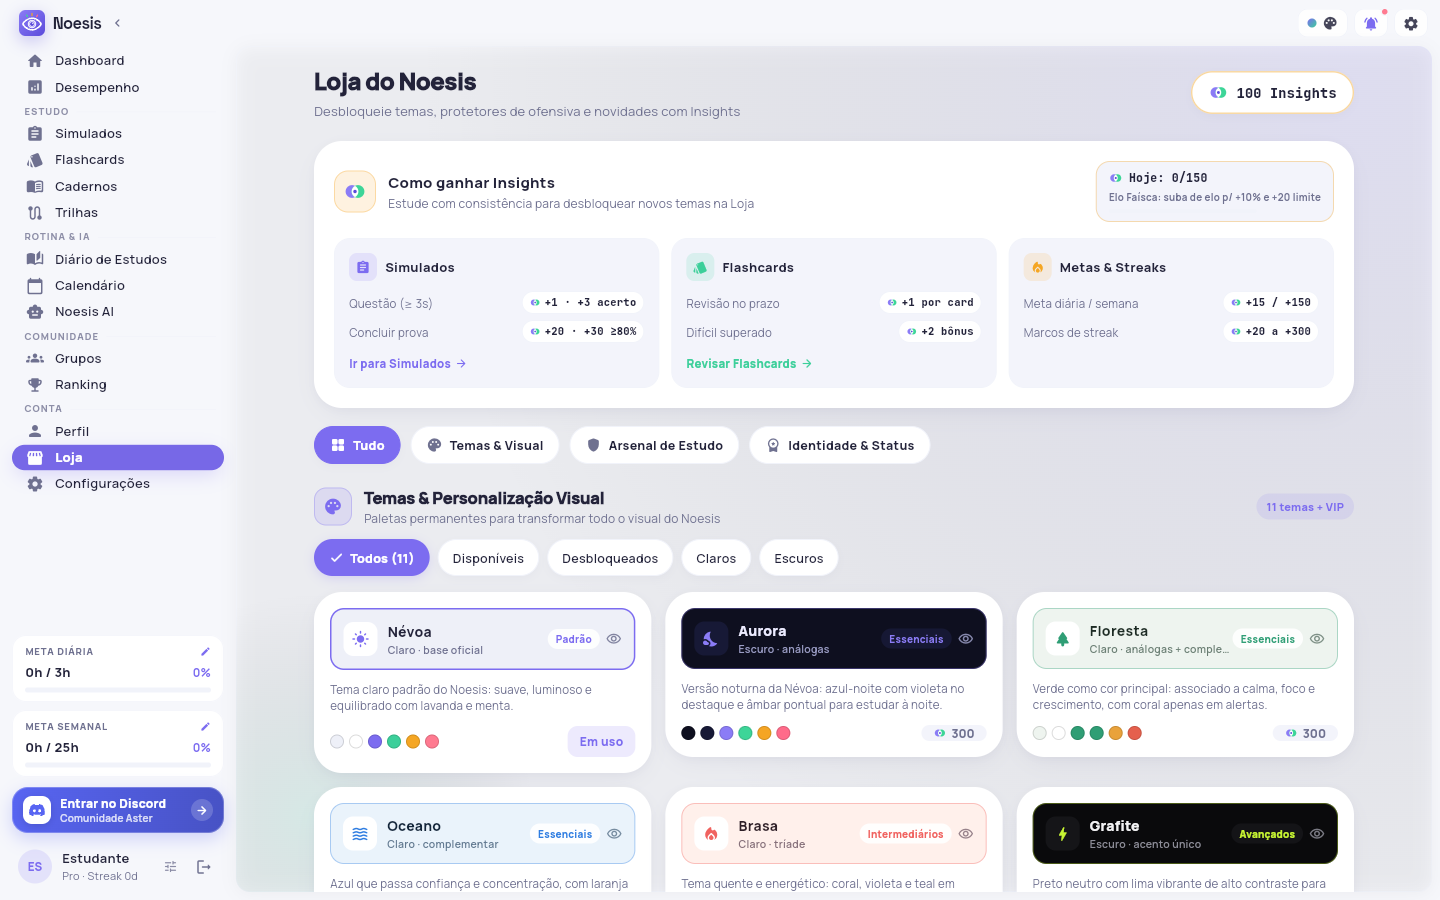 Noesis
Dashboard
Desempenho
ESTUDO
Simulados
Flashcards
Cadernos
Trilhas
ROTINA & IA
Diário de Estudos
Calendário
Noesis AI
COMUNIDADE
Grupos
Ranking
CONTA
Perfil
Loja
Configurações
META DIÁRIA
0h / 3h 0%
META SEMANAL
0h / 25h 0%
Entrar no Discord
Comunidade Aster
ES
Estudante
Pro · Streak 0d
Loja do Noesis
Desbloqueie temas, protetores de ofensiva e novidades com Insights
100 Insights
Como ganhar Insights
Estude com consistência para desbloquear novos temas na Loja
Hoje: 0/150
Elo Faísca: suba de elo p/ +10% e +20 limite
Simulados
Questão (≥ 3s) +1 · +3 acerto
Concluir prova +20 · +30 ≥80%
Ir para Simulados →
Flashcards
Revisão no prazo +1 por card
Difícil superado +2 bônus
Revisar Flashcards →
Metas & Streaks
Meta diária / semana +15 / +150
Marcos de streak +20 a +300
Tudo
Temas & Visual
Arsenal de Estudo
Identidade & Status
Temas & Personalização Visual
Paletas permanentes para transformar todo o visual do Noesis
11 temas + VIP
Todos (11)
Disponíveis
Desbloqueados
Claros
Escuros
Névoa
Claro · base oficial
Padrão
Tema claro padrão do Noesis: suave, luminoso e
equilibrado com lavanda e menta.
Em uso
Aurora
Escuro · análogas
Essenciais
Versão noturna da Névoa: azul-noite com violeta no
destaque e âmbar pontual para estudar à noite.
300
Floresta
Claro · análogas + comple...
Essenciais
Verde como cor principal: associado a calma, foco e
crescimento, com coral apenas em alertas.
300
Oceano
Claro · complementar
Essenciais
Azul que passa confiança e concentração, com laranja
Brasa
Claro · tríade
Intermediários
Tema quente e energético: coral, violeta e teal em
Grafite
Escuro · acento único
Avançados
Preto neutro com lima vibrante de alto contraste para